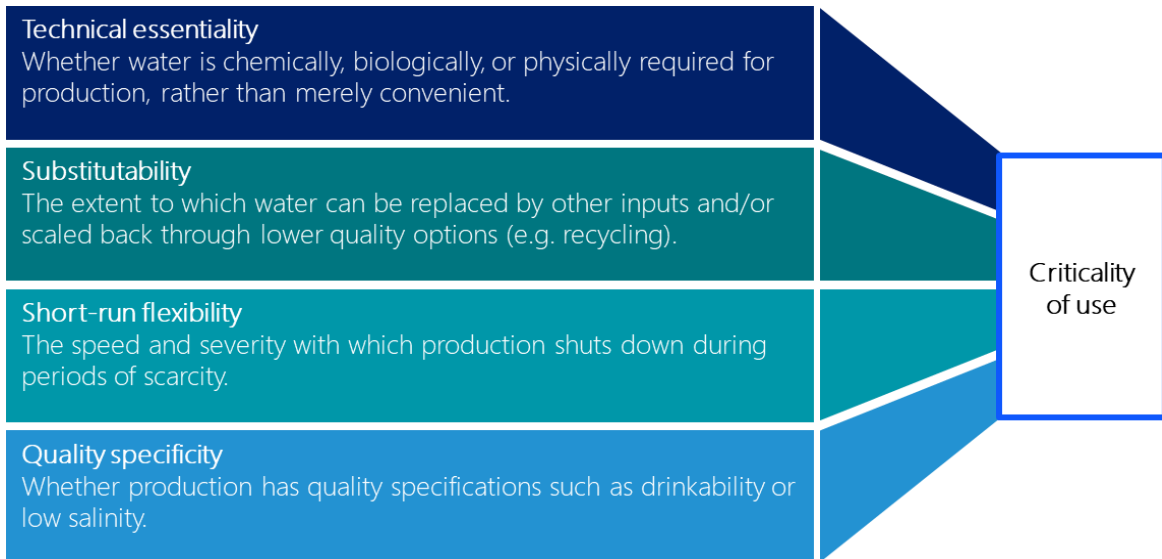 Technical essentiality
Whether water is chemically, biologically, or physically required for
production, rather than merely convenient.
Substitutability
The extent to which water can be replaced by other inputs and/or
scaled back through lower quality options (e.g. recycling).
Short-run flexibility
The speed and severity with which production shuts down during
periods of scarcity.
Quality specificity
Whether production has quality specifications such as drinkability or
low salinity.
Criticality
of use